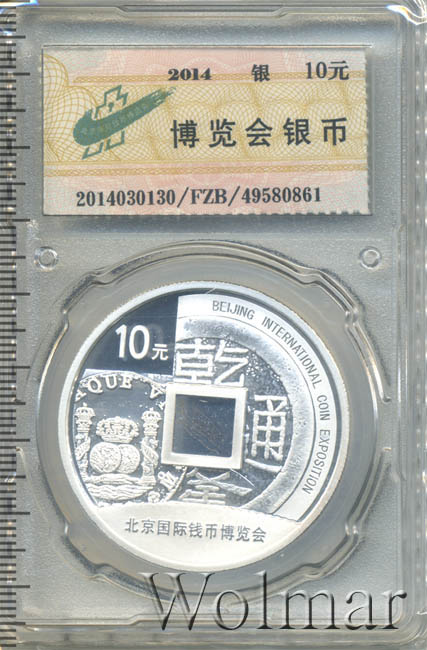 2014 银 10元
博览会银币
2014030130/FZB/49580861
BEIJING INTERNATIONAL COIN EXPOSITION
10元
乾
通
北京国际钱币博览会
Wolmar